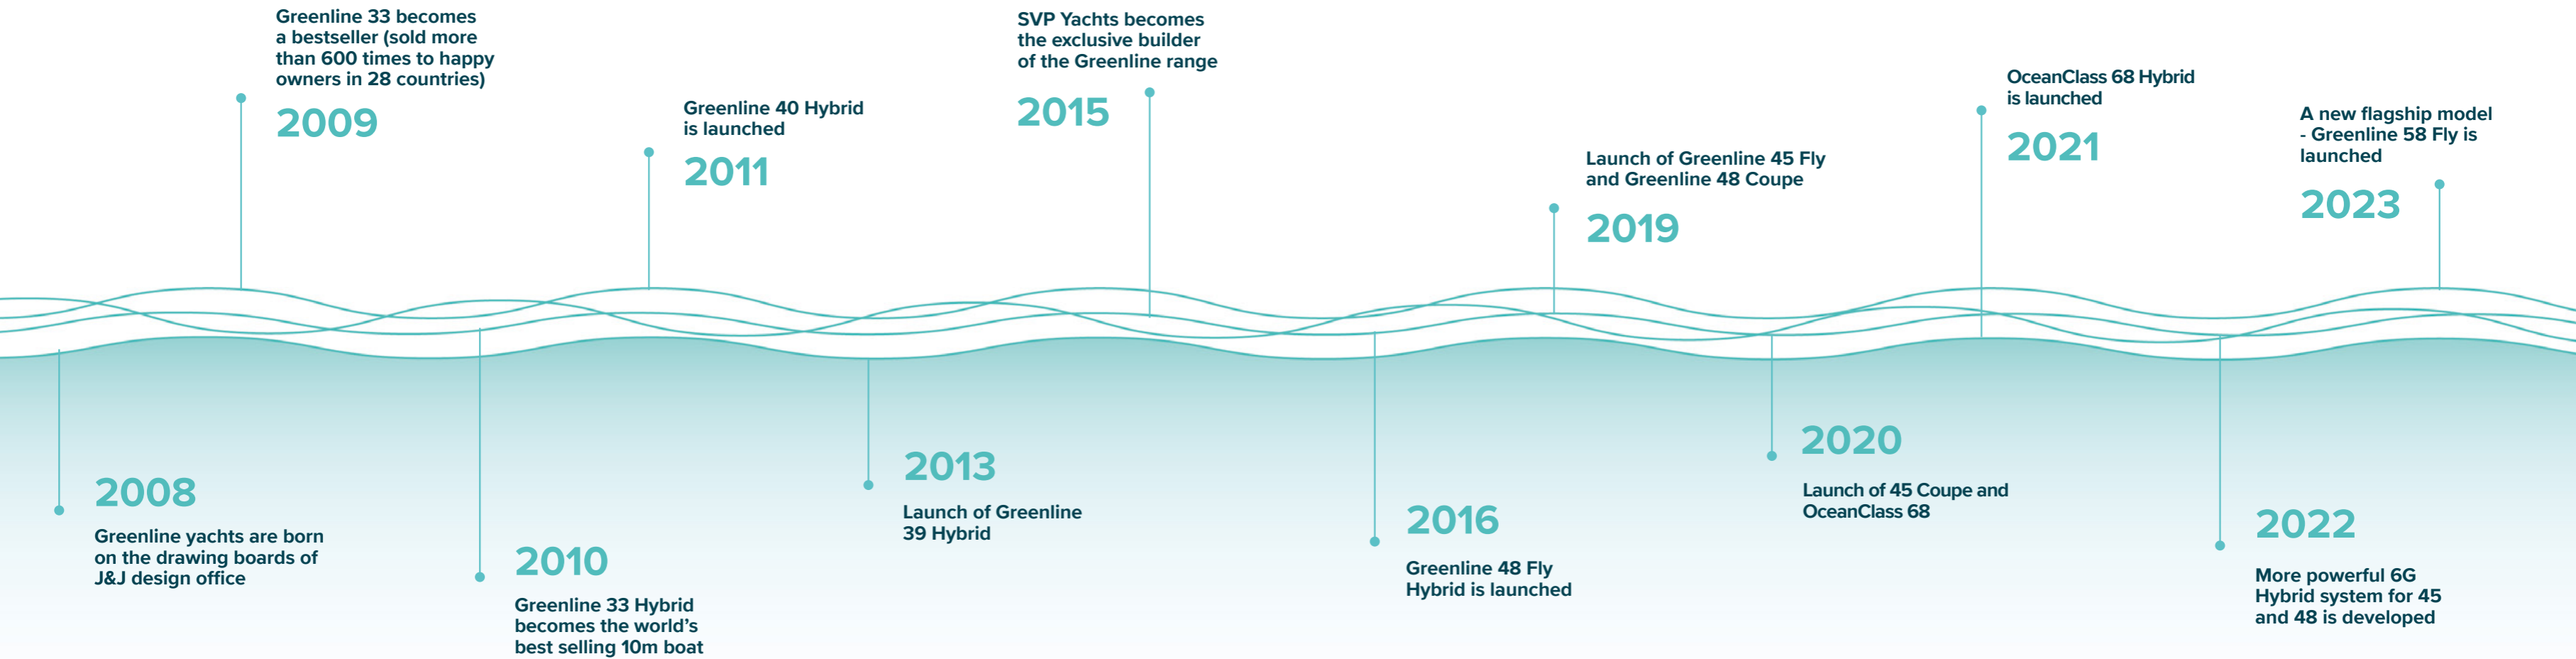 2008
Greenline yachts are born
on the drawing boards of
J&J design office
Greenline 33 becomes
a bestseller (sold more
than 600 times to happy
owners in 28 countries)
2009
2010
Greenline 33 Hybrid
becomes the world’s
best selling 10m boat
Greenline 40 Hybrid
is launched
2011
2013
Launch of Greenline
39 Hybrid
SVP Yachts becomes
the exclusive builder
of the Greenline range
2015
2016
Greenline 48 Fly
Hybrid is launched
Launch of Greenline 45 Fly
and Greenline 48 Coupe
2019
2020
Launch of 45 Coupe and
OceanClass 68
OceanClass 68 Hybrid
is launched
2021
2022
More powerful 6G
Hybrid system for 45
and 48 is developed
A new flagship model
- Greenline 58 Fly is
launched
2023